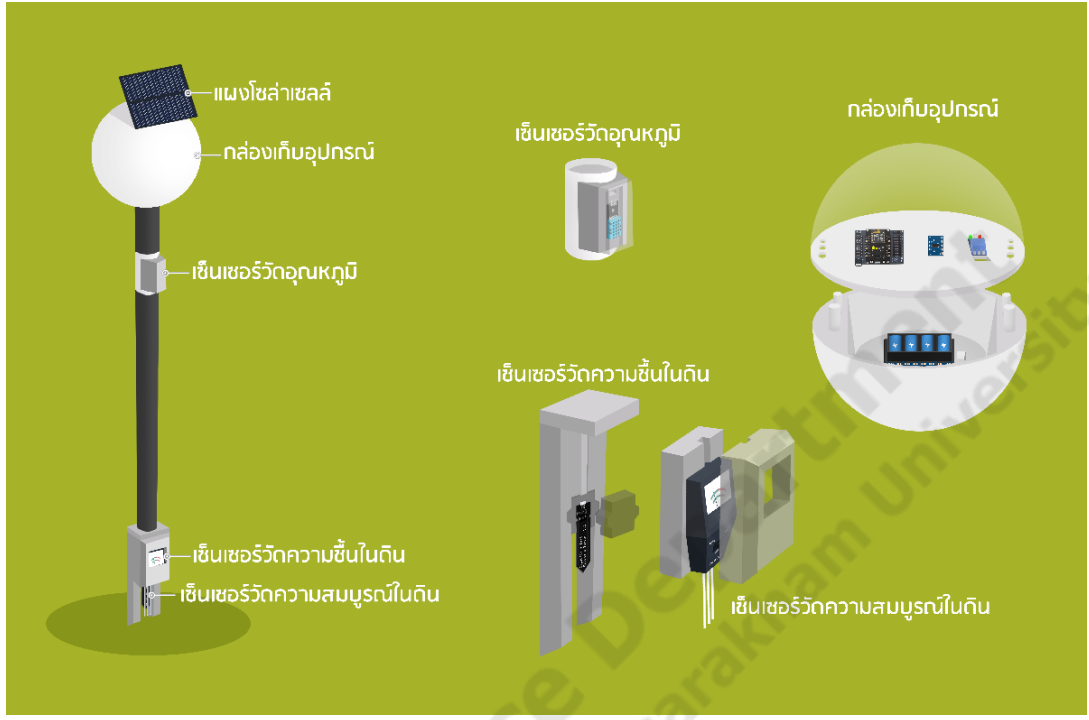 แผงโซล่าเซลล์
กล่องเก็บอุปกรณ์
เซ็นเซอร์วัดอุณหภูมิ
เซ็นเซอร์วัดความชื้นในดิน
เซ็นเซอร์วัดความสมบูรณ์ในดิน
เซ็นเซอร์วัดอุณหภูมิ
กล่องเก็บอุปกรณ์
เซ็นเซอร์วัดความชื้นในดิน
เซ็นเซอร์วัดความสมบูรณ์ในดิน
Department
University